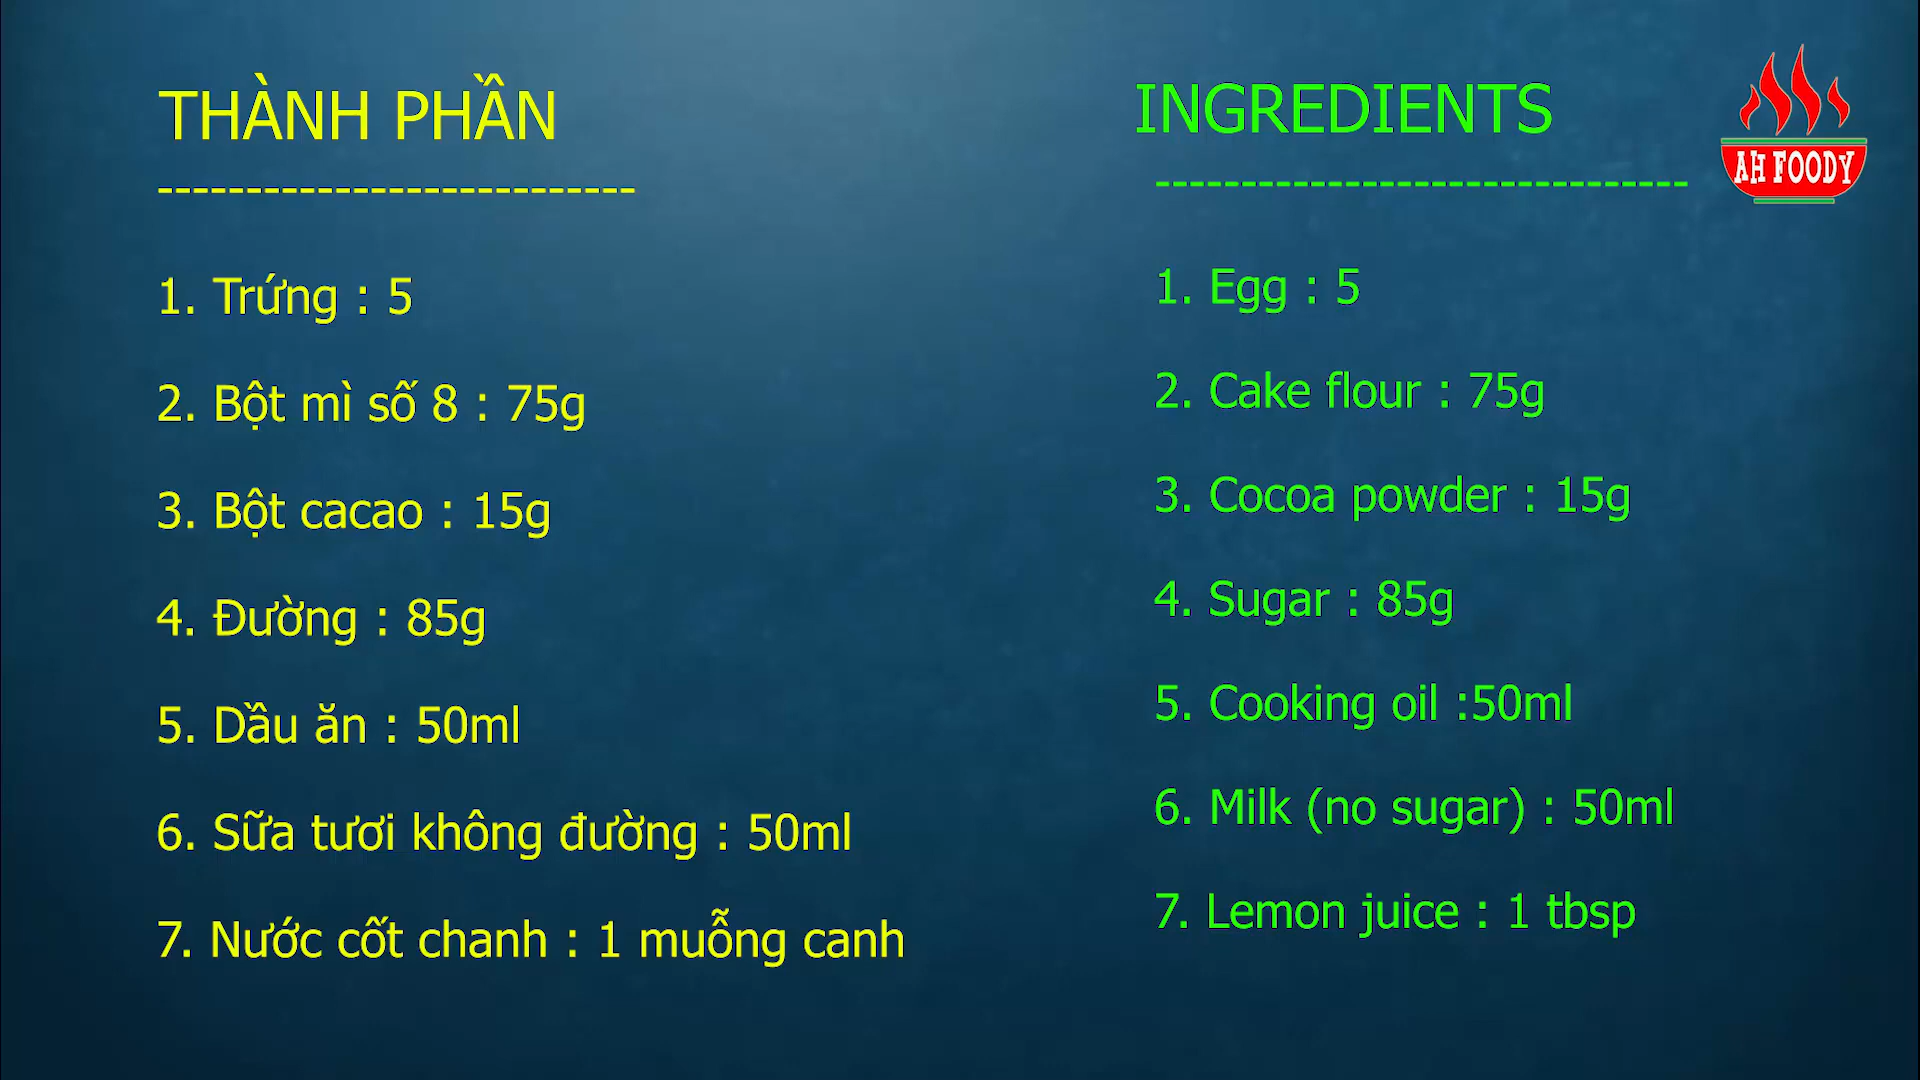 THÀNH PHẦN
---------------------------
1. Trứng : 5
2. Bột mì số 8 : 75g
3. Bột cacao : 15g
4. Đường : 85g
5. Dầu ăn : 50ml
6. Sữa tươi không đường : 50ml
7. Nước cốt chanh : 1 muỗng canh
INGREDIENTS
------------------------------
1. Egg : 5
2. Cake flour : 75g
3. Cocoa powder : 15g
4. Sugar : 85g
5. Cooking oil :50ml
6. Milk (no sugar) : 50ml
7. Lemon juice : 1 tbsp
AH FOODY